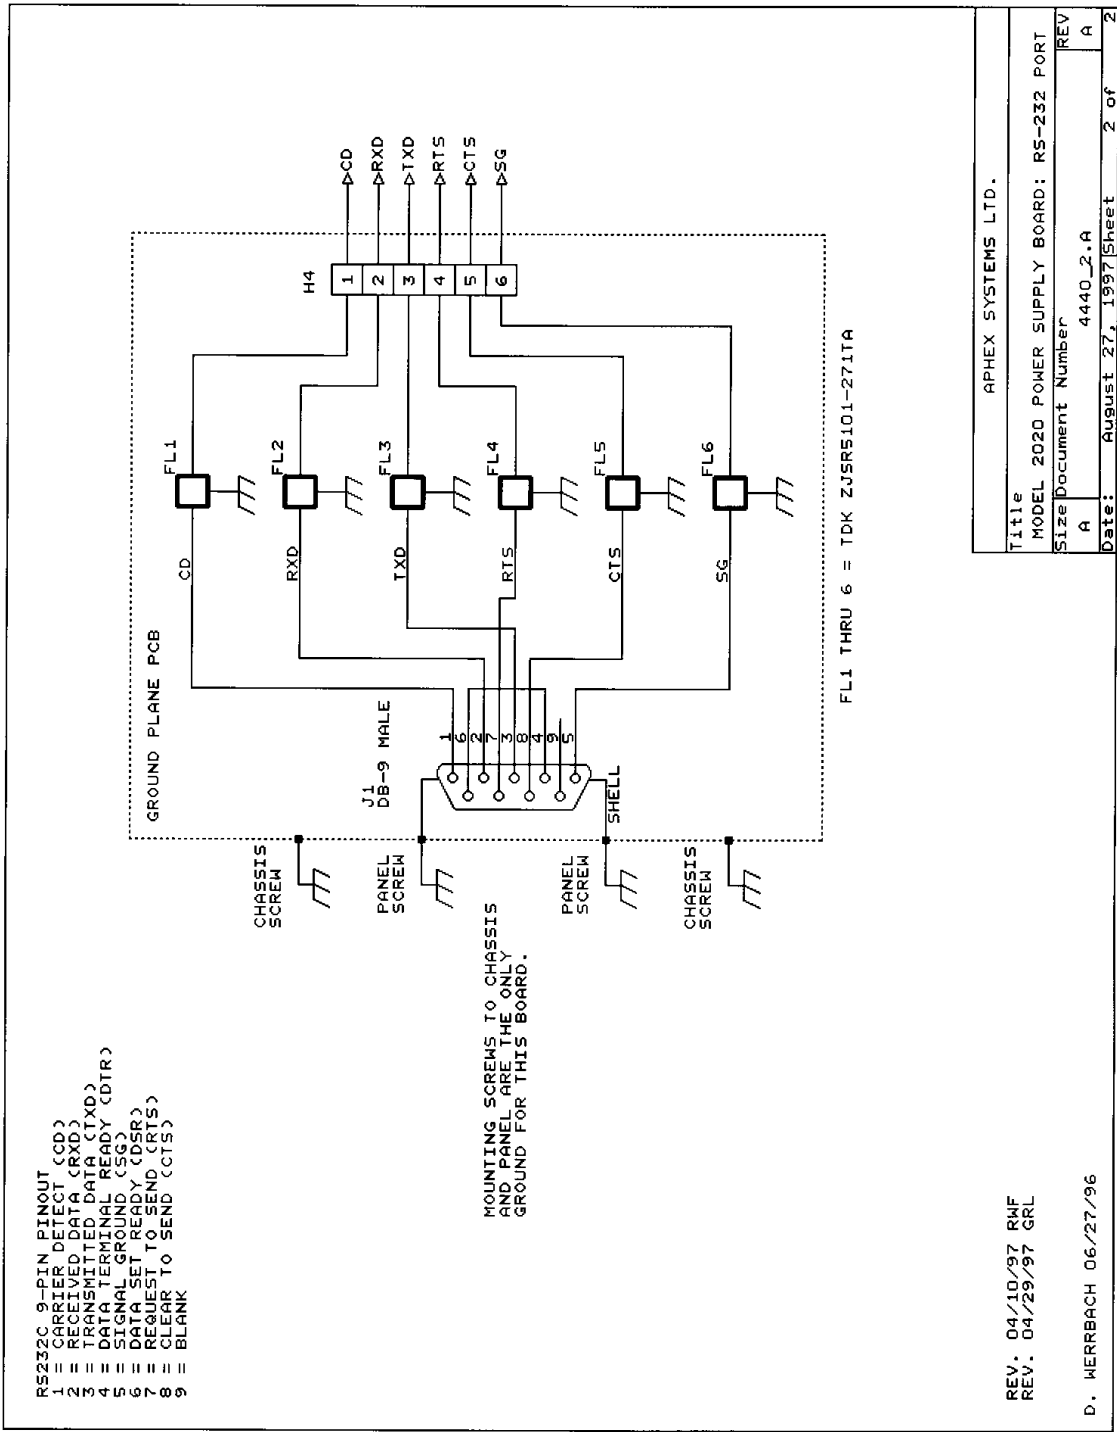 RS232C 9-PIN PINOUT
1 = CARRIER DETECT (CD)
2 = RECEIVED DATA (RXD)
3 = TRANSMITTED DATA (TXD)
4 = DATA TERMINAL READY (DTR)
5 = SIGNAL GROUND (SG)
6 = DATA SET READY (DSR)
7 = REQUEST TO SEND (RTS)
8 = CLEAR TO SEND (CTS)
9 = BLANK
GROUND PLANE PCB
CHASSIS
SCREW
PANEL
SCREW
PANEL
SCREW
CHASSIS
SCREW
MOUNTING SCREWS TO CHASSIS
AND PANEL ARE THE ONLY
GROUND FOR THIS BOARD.
J1
DB-9 MALE
1
6
2
7
3
8
4
9
5
SHELL
CD
FL1
RXD
FL2
TXD
FL3
RTS
FL4
CTS
FL5
SG
FL6
H4
1
2
3
4
5
6
CD
RXD
TXD
RTS
CTS
SG
FL1 THRU 6 = TDK ZJSR5101-271TA
REV: 04/10/97 RWF
REV. 04/29/97 GRL
D. WERRBACH 06/27/96
APHEX SYSTEMS LTD.
Title
MODEL 2020 POWER SUPPLY BOARD: RS-232 PORT
Size Document Number REV
A 4440_2.A A
Date: August 27, 1997 Sheet 2 of 2